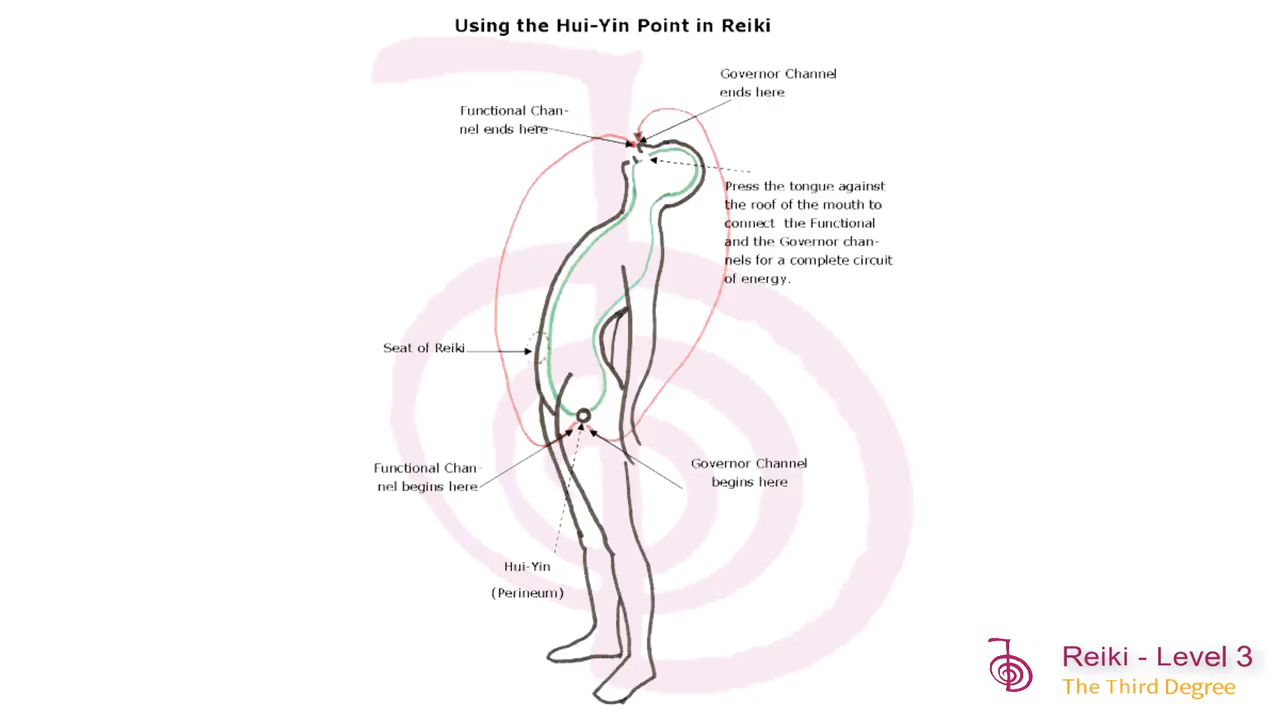 Using the Hui-Yin Point in Reiki
Governor Channel
ends here
Functional Chan-
nel ends here
Press the tongue against
the roof of the mouth to
connect the Functional
and the Governor chan-
nels for a complete circuit
of energy.
Seat of Reiki
Functional Chan-
nel begins here
Governor Channel
begins here
Hui-Yin
(Perineum)
Reiki - Level 3
The Third Degree